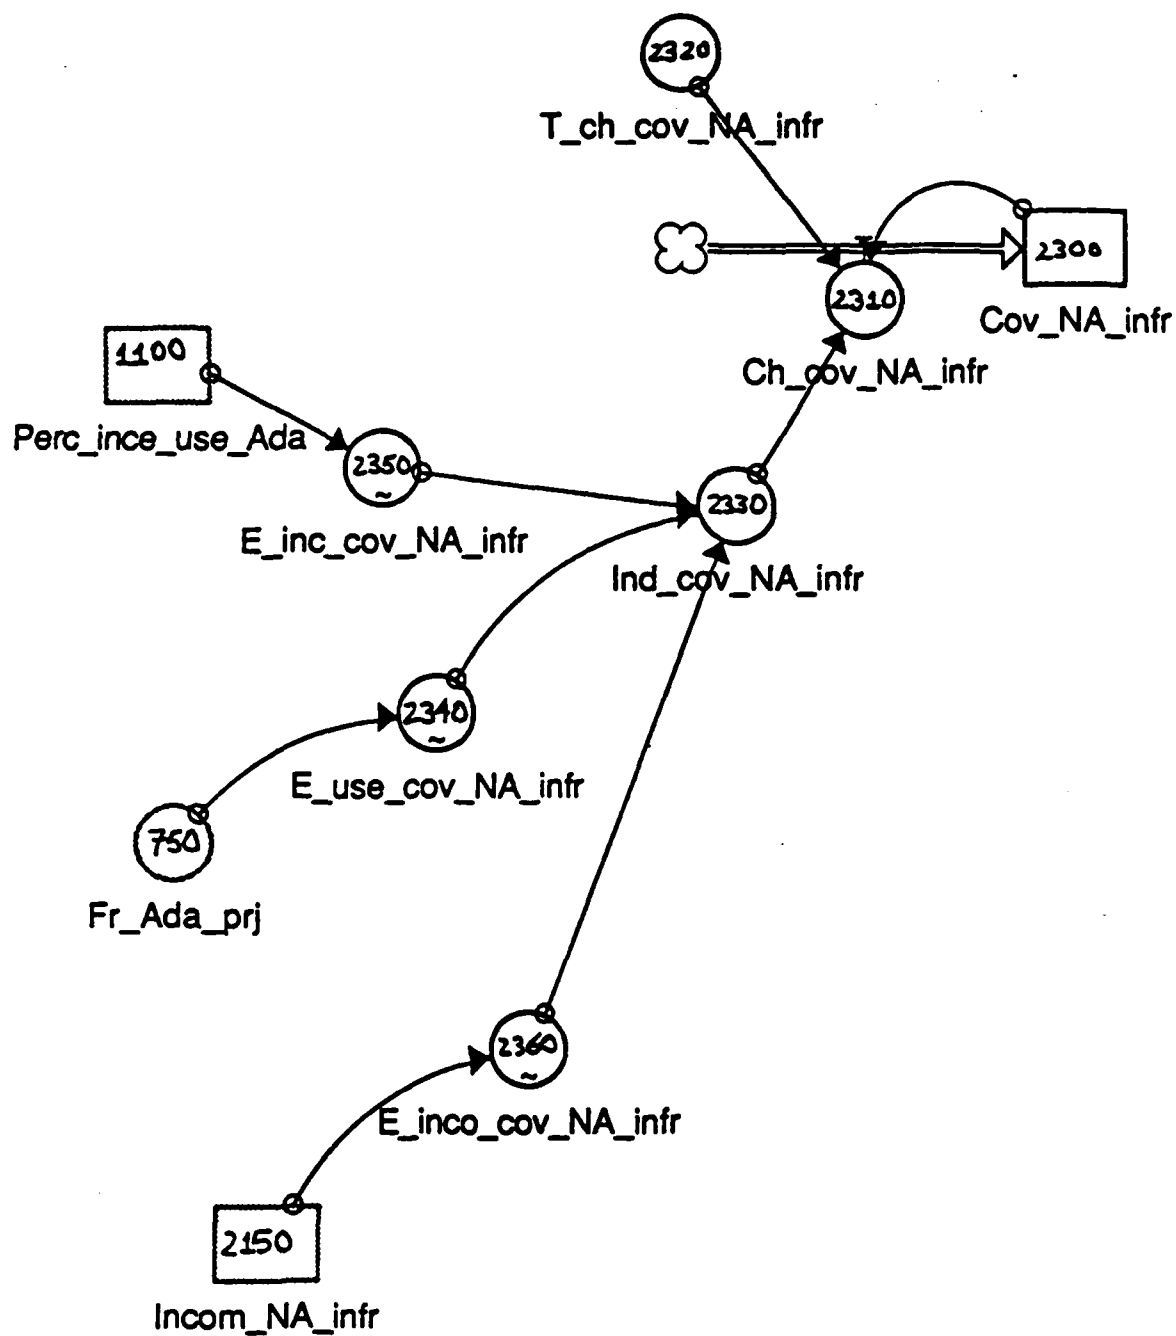 2320
T_ch_cov_NA_infr
2300
2310
Cov_NA_infr
1100
Ch_cov_NA_infr
Perc_ince_use_Ada
2350
~
2330
E_inc_cov_NA_infr
Ind_cov_NA_infr
2340
~
E_use_cov_NA_infr
750
Fr_Ada_prj
2360
~
E_inco_cov_NA_infr
2150
Incom_NA_infr